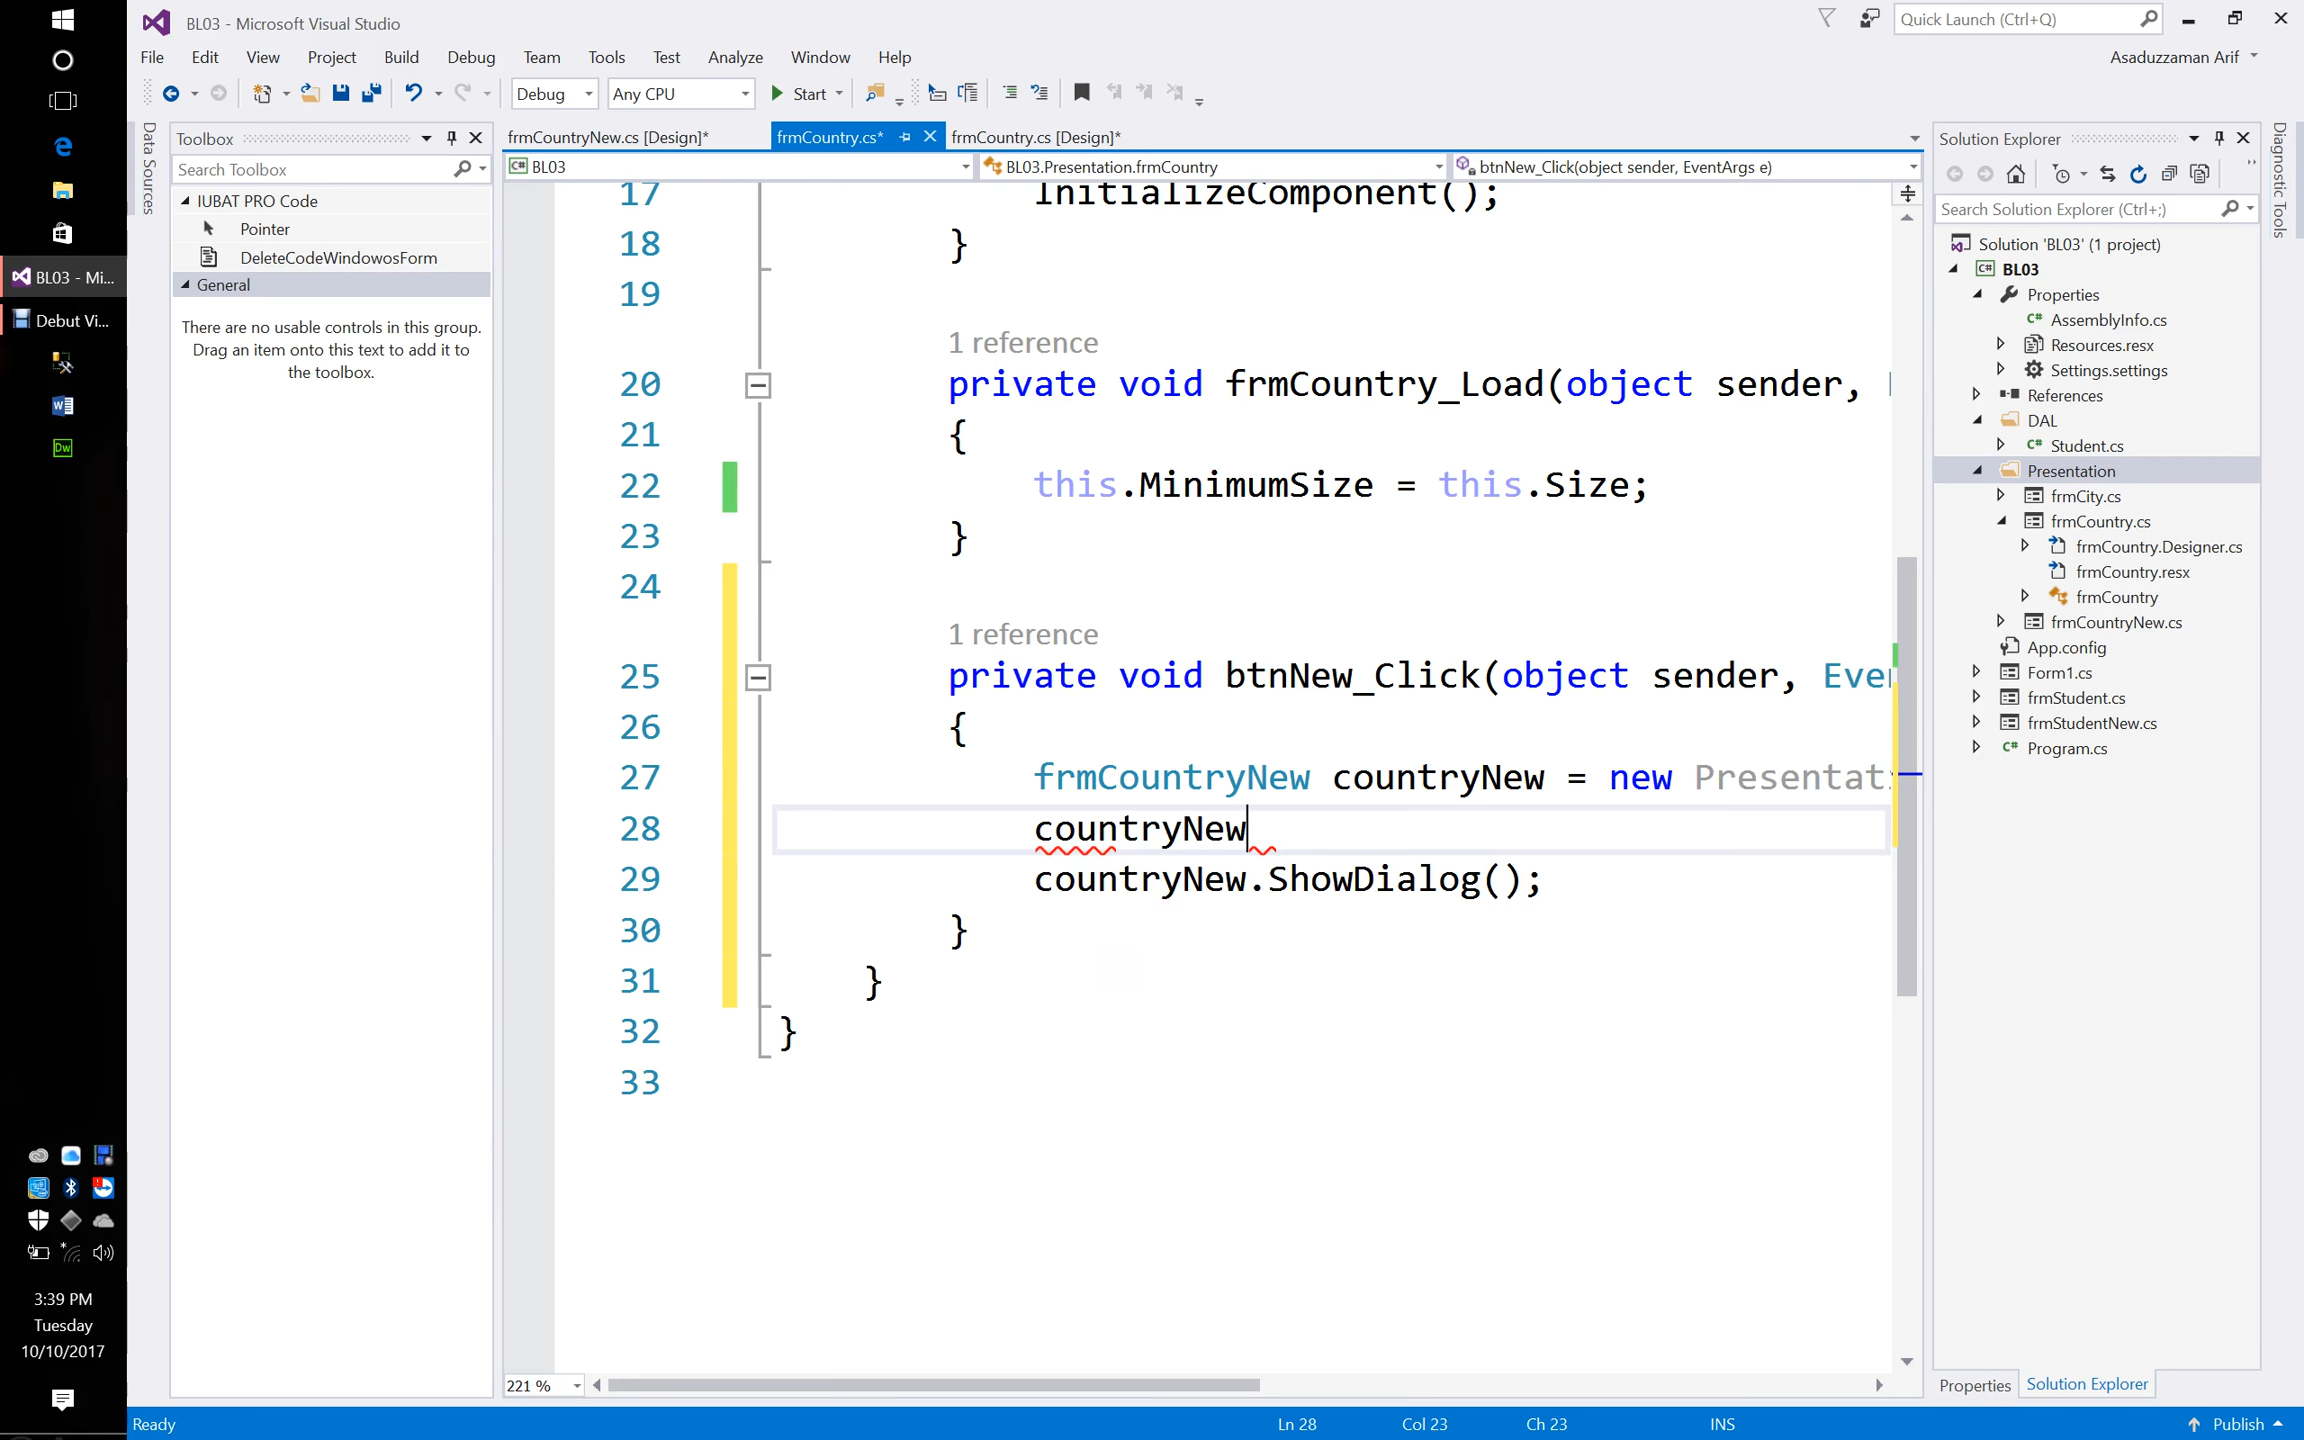 BL03 - Microsoft Visual Studio
Quick Launch (Ctrl+Q)
File Edit View Project Build Debug Team Tools Test Analyze Window Help
Asaduzzaman Arif
Debug Any CPU Start
Data Sources
Toolbox
Search Toolbox
IUBAT PRO Code
Pointer
DeleteCodeWindowosForm
General
There are no usable controls in this group.
Drag an item onto this text to add it to
the toolbox.
BL03 - Mi...
Debut Vi...
Dw
3:39 PM
Tuesday
10/10/2017
frmCountryNew.cs [Design]* frmCountry.cs* frmCountry.cs [Design]*
C# BL03 BL03.Presentation.frmCountry btnNew_Click(object sender, EventArgs e)
17 InitializeComponent();
18 }
19
1 reference
20 private void frmCountry_Load(object sender,
21 {
22 this.MinimumSize = this.Size;
23 }
24
1 reference
25 private void btnNew_Click(object sender, Even
26 {
27 frmCountryNew countryNew = new Presentati
28 countryNew
29 countryNew.ShowDialog();
30 }
31 }
32 }
33
221 %
Solution Explorer
Search Solution Explorer (Ctrl+;)
Solution 'BL03' (1 project)
C# BL03
Properties
C# AssemblyInfo.cs
Resources.resx
Settings.settings
References
DAL
C# Student.cs
Presentation
frmCity.cs
frmCountry.cs
frmCountry.Designer.cs
frmCountry.resx
frmCountry
frmCountryNew.cs
App.config
Form1.cs
frmStudent.cs
frmStudentNew.cs
C# Program.cs
Properties Solution Explorer
Diagnostic Tools
Ready Ln 28 Col 23 Ch 23 INS Publish